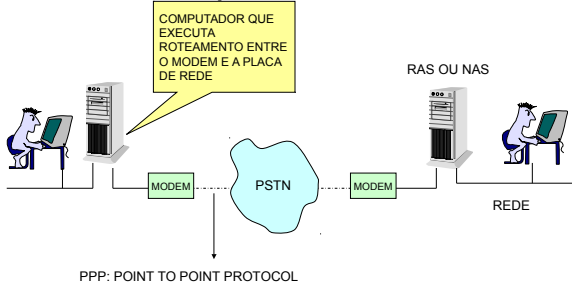 COMPUTADOR QUE
EXECUTA
ROTEAMENTO ENTRE
O MODEM E A PLACA
DE REDE
RAS OU NAS
MODEM
PSTN
MODEM
REDE
PPP: POINT TO POINT PROTOCOL